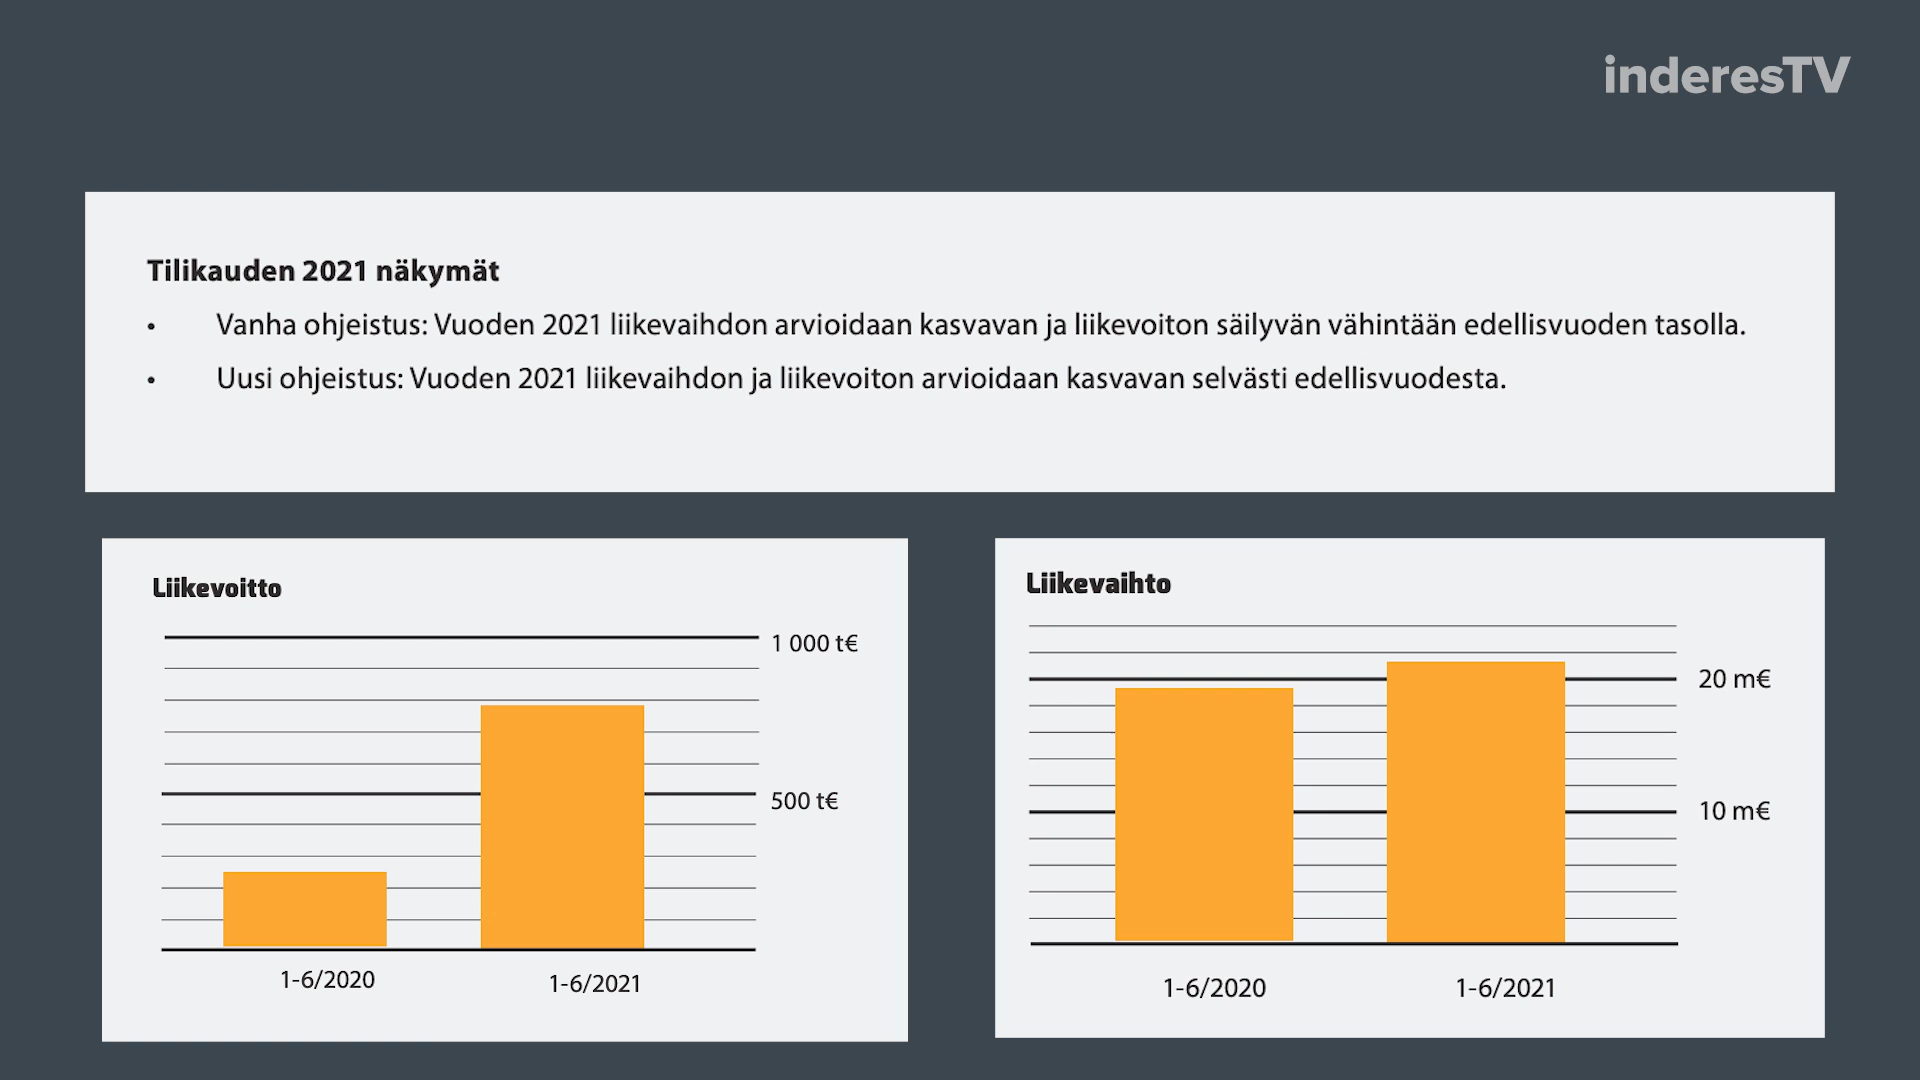 inderesTV
Tilikauden 2021 näkymät
• Vanha ohjeistus: Vuoden 2021 liikevaihdon arvioidaan kasvavan ja liikevoiton säilyvän vähintään edellisvuoden tasolla.
• Uusi ohjeistus: Vuoden 2021 liikevaihdon ja liikevoiton arvioidaan kasvavan selvästi edellisvuodesta.
Liikevoitto
1 000 t€
500 t€
1-6/2020
1-6/2021
Liikevaihto
20 m€
10 m€
1-6/2020
1-6/2021